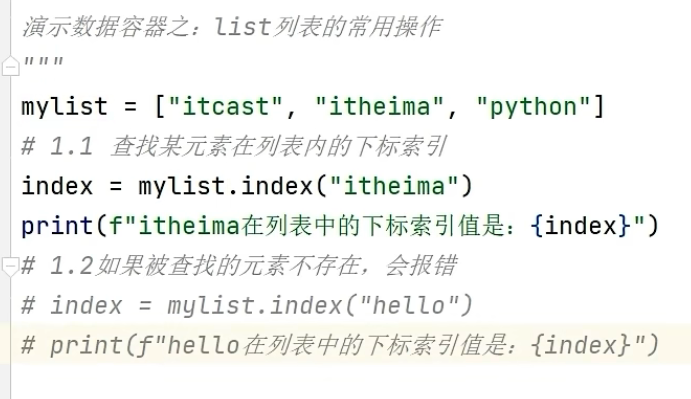 演示数据容器之：list列表的常用操作
"""
mylist = ["itcast", "itheima", "python"]
# 1.1 查找某元素在列表内的下标索引
index = mylist.index("itheima")
print(f"itheima在列表中的下标索引值是：{index}")
# 1.2如果被查找的元素不存在，会报错
# index = mylist.index("hello")
# print(f"hello在列表中的下标索引值是：{index}")